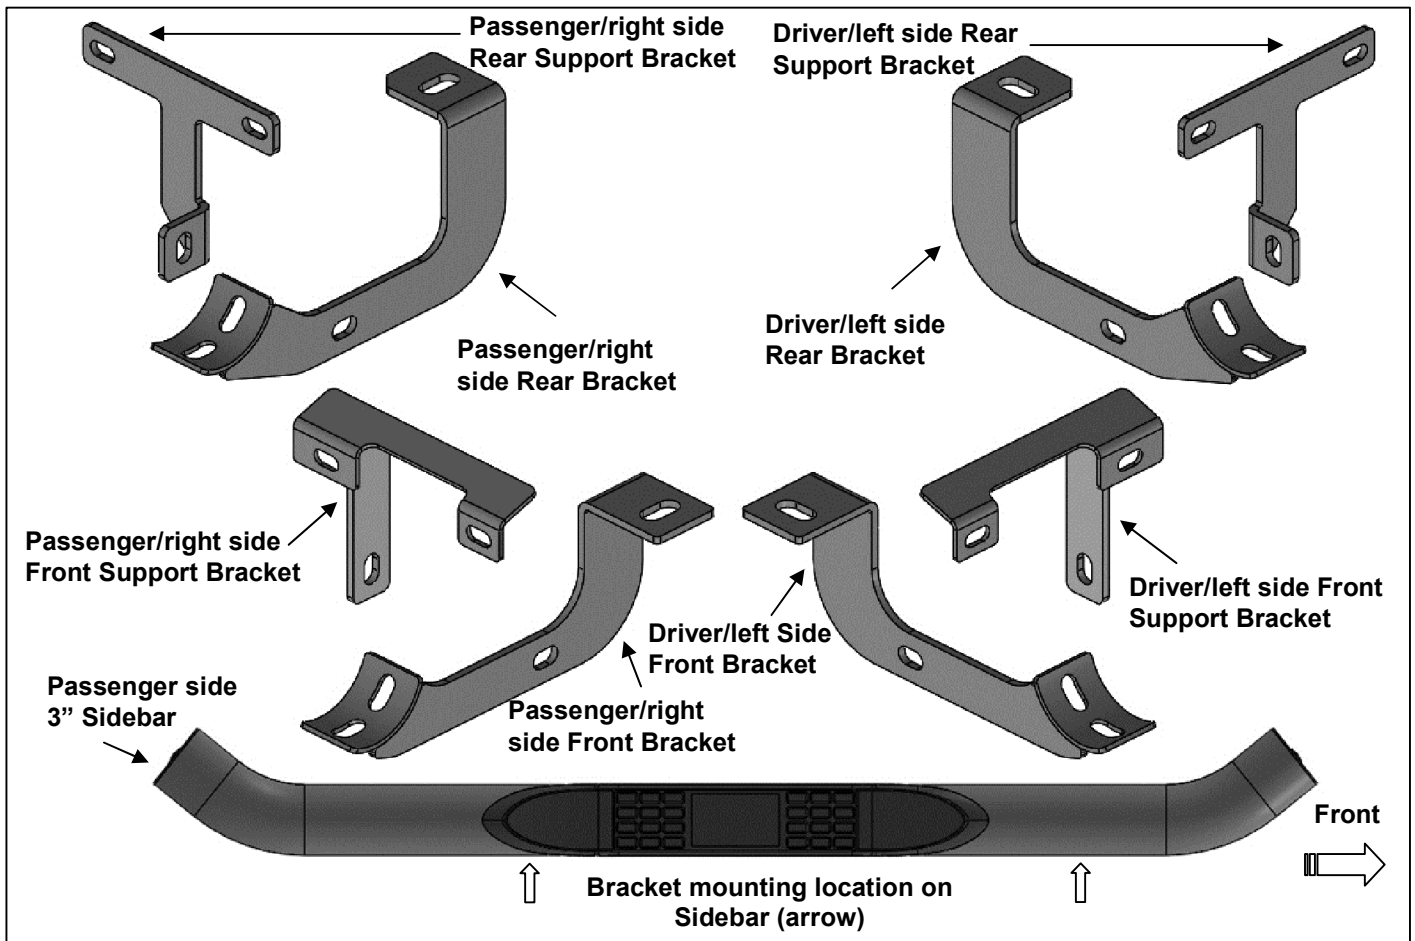 Passenger/right side
Rear Support Bracket
Driver/left side Rear
Support Bracket
Passenger/right
side Rear Bracket
Driver/left side
Rear Bracket
Passenger/right side
Front Support Bracket
Driver/left side Front
Support Bracket
Driver/left Side
Front Bracket
Passenger/right
side Front Bracket
Passenger side
3” Sidebar
Front
Bracket mounting location on
Sidebar (arrow)